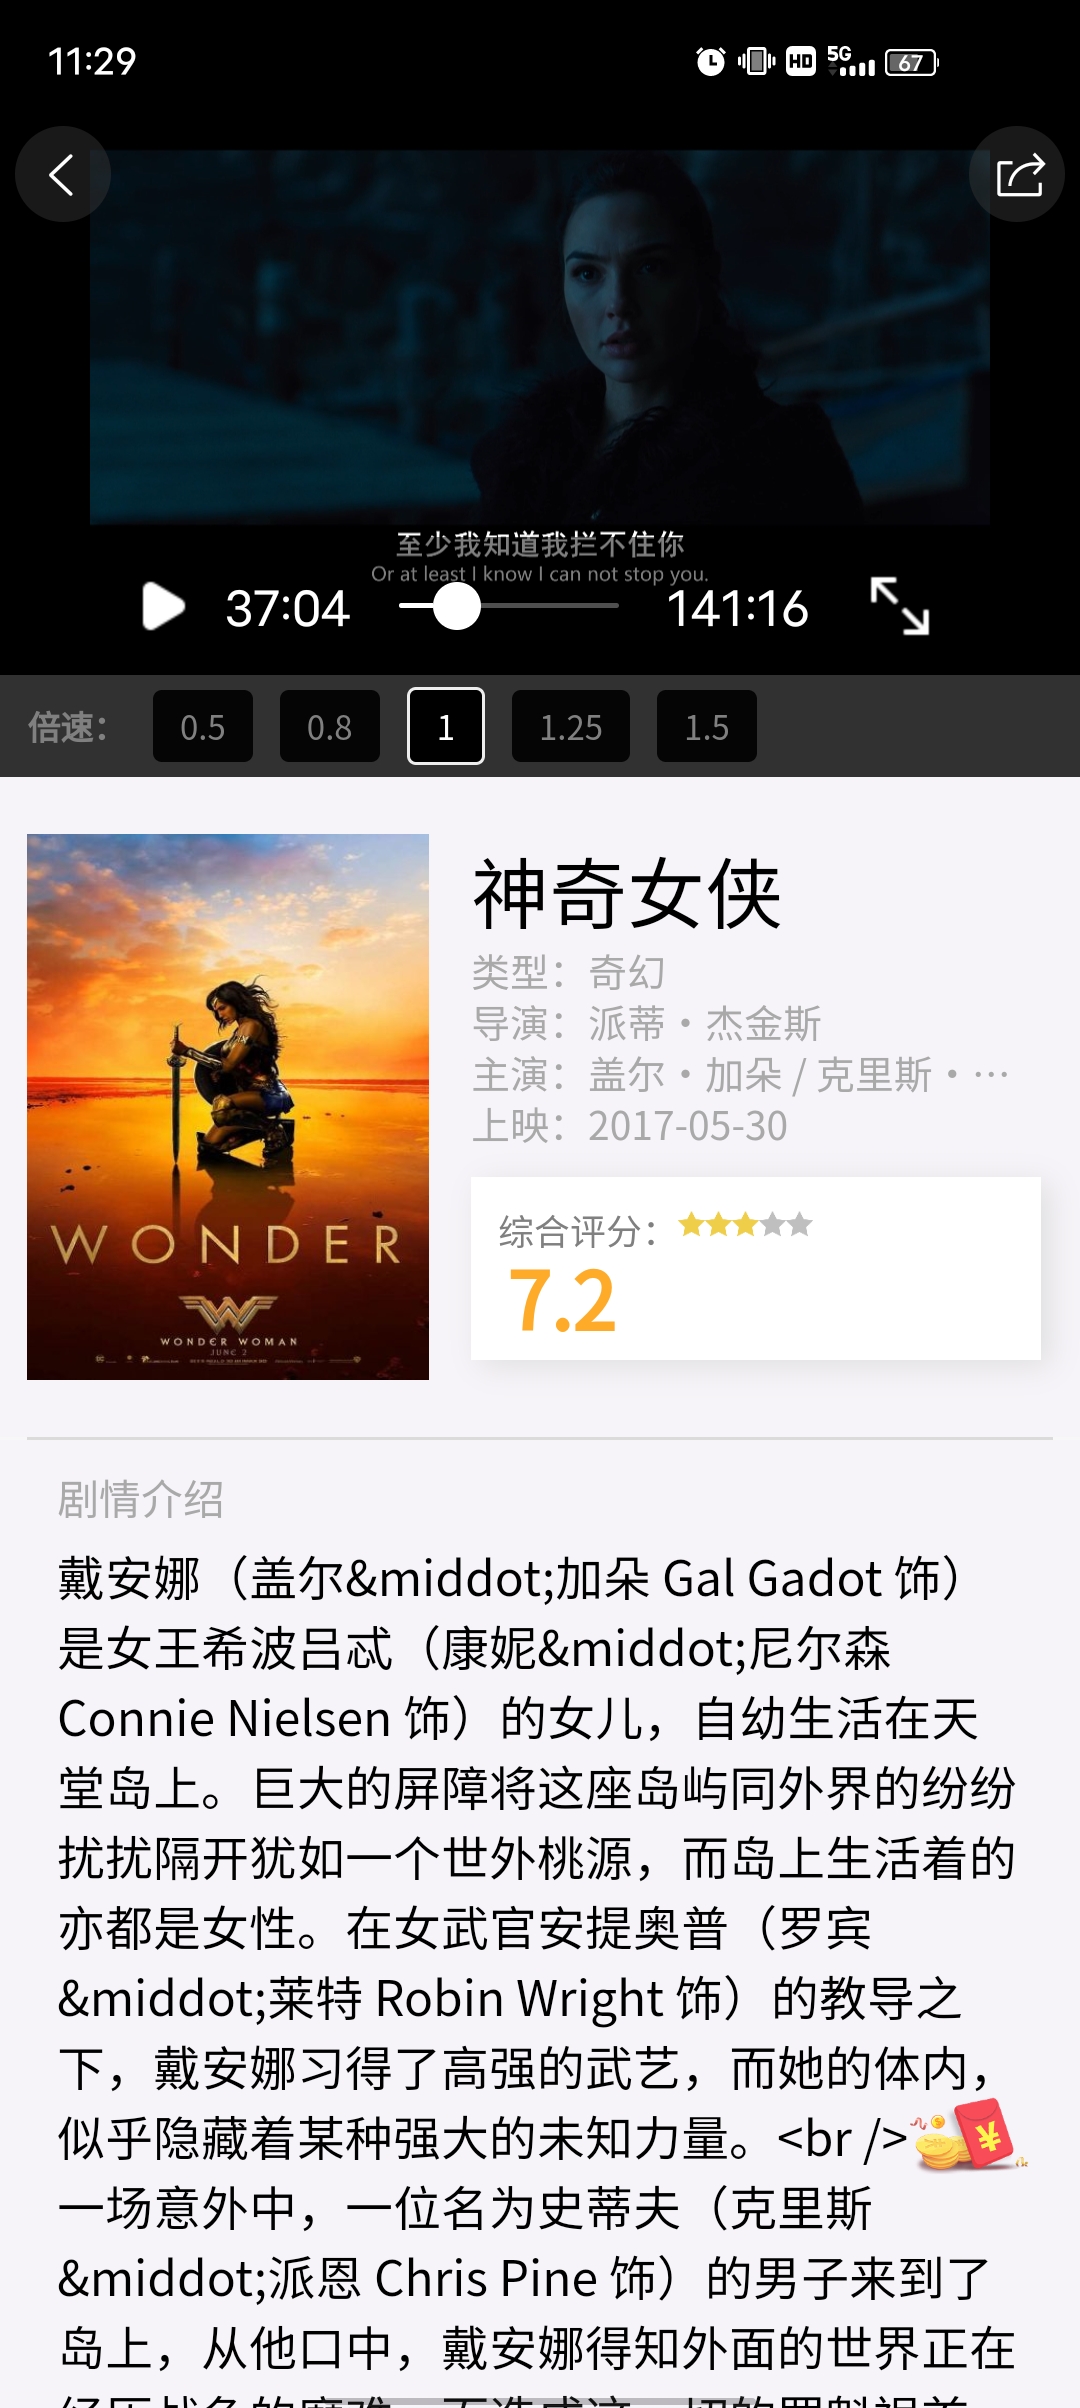 11:29
HD 5G 67
至少我知道我拦不住你
Or at least I know I can not stop you.
37:04 141:16
倍速： 0.5 0.8 1 1.25 1.5
神奇女侠
类型：奇幻
导演：派蒂·杰金斯
主演：盖尔·加朵 / 克里斯·…
上映：2017-05-30
综合评分：
7.2
WONDER
W
WONDER WOMAN
JUNE 2
剧情介绍
戴安娜（盖尔&middot;加朵 Gal Gadot 饰）
是女王希波吕忒（康妮&middot;尼尔森
Connie Nielsen 饰）的女儿，自幼生活在天
堂岛上。巨大的屏障将这座岛屿同外界的纷纷
扰扰隔开犹如一个世外桃源，而岛上生活着的
亦都是女性。在女武官安提奥普（罗宾
&middot;莱特 Robin Wright 饰）的教导之
下，戴安娜习得了高强的武艺，而她的体内，
似乎隐藏着某种强大的未知力量。<br />
一场意外中，一位名为史蒂夫（克里斯
&middot;派恩 Chris Pine 饰）的男子来到了
岛上，从他口中，戴安娜得知外面的世界正在